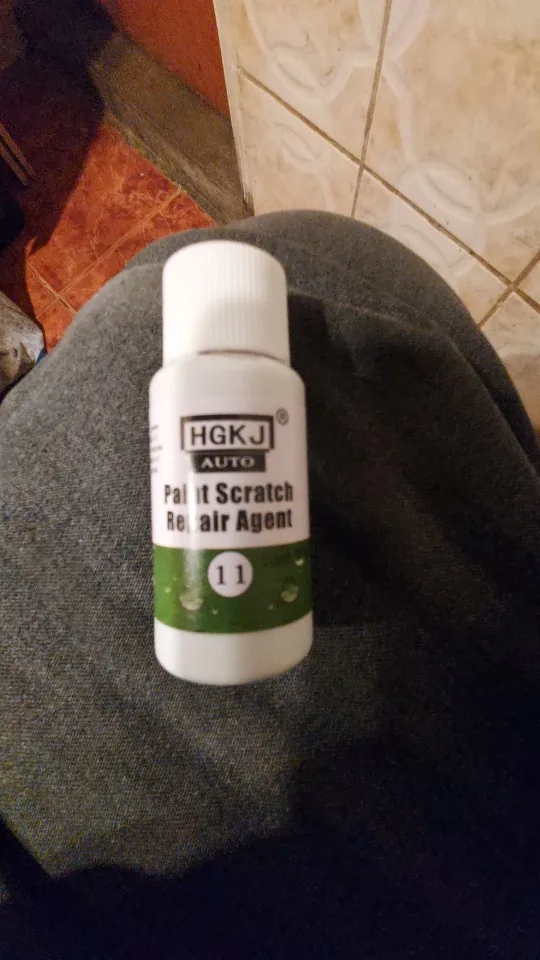 HGKJ®
AUTO
Paint Scratch
Repair Agent
11